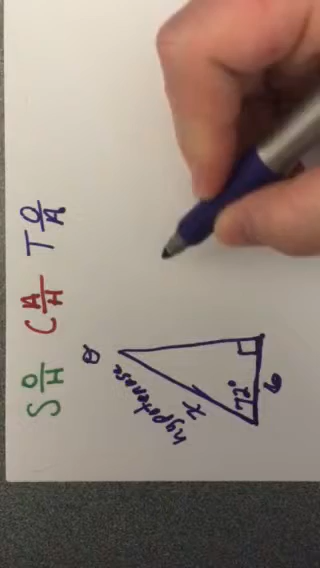 S O/H C A/H T O/A
θ
hypotenuse
x
72°
6